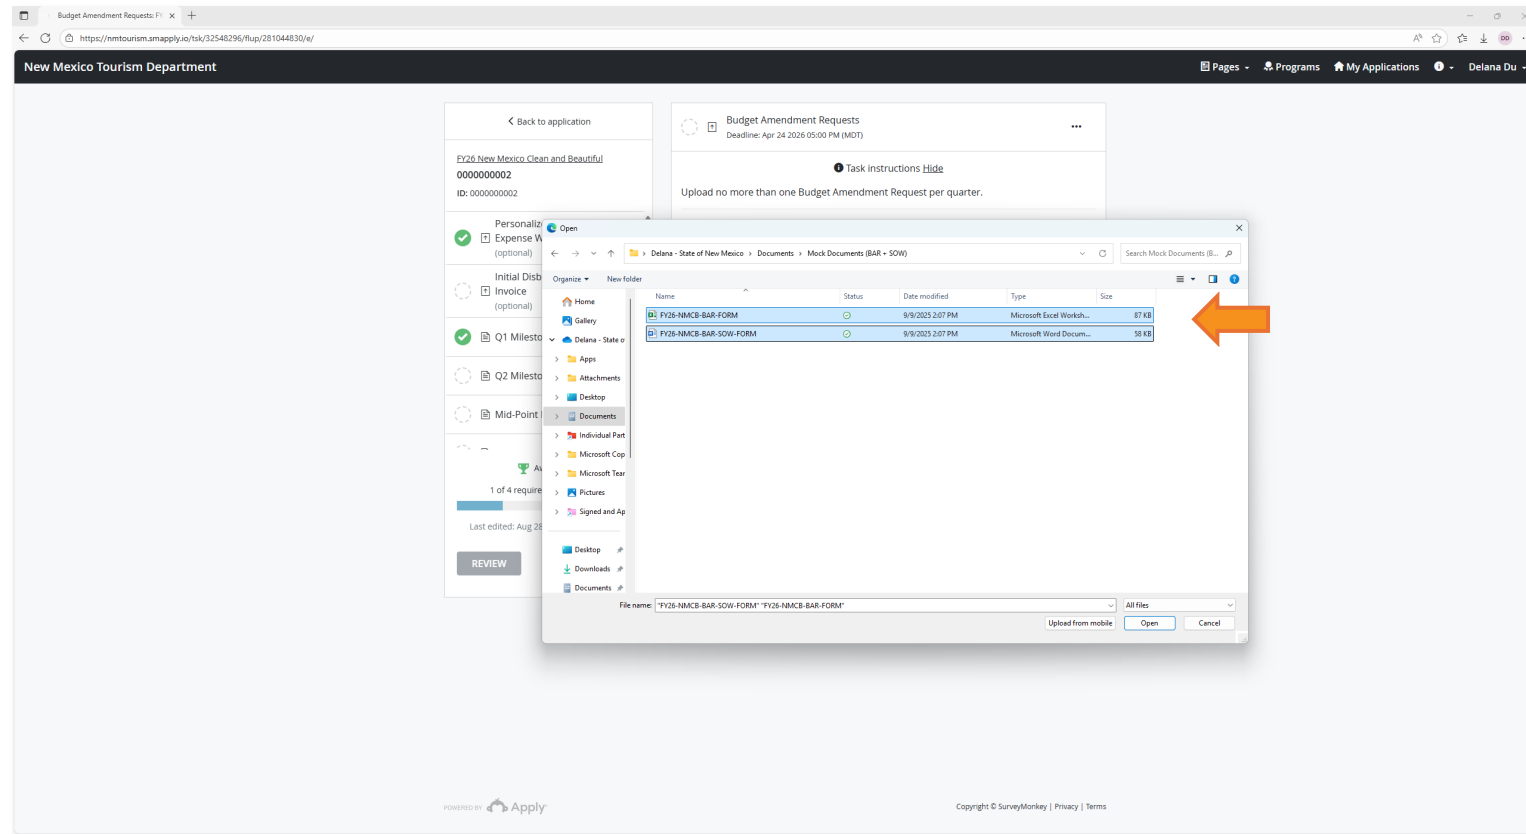 Budget Amendment Requests: FY
https://nmtourism.smapply.io/tsk/32548296/flup/281044830/e/
DD
New Mexico Tourism Department
Pages
Programs
My Applications
Delana Du
Back to application
FY26 New Mexico Clean and Beautiful
0000000002
ID: 0000000002
Budget Amendment Requests
Deadline: Apr 24 2026 05:00 PM (MDT)
Task instructions Hide
Upload no more than one Budget Amendment Request per quarter.
Personaliz
Expense W
(optional)
Initial Disb
Invoice
(optional)
Q1 Milesto
Q2 Milesto
Mid-Point
1 of 4 require
Last edited: Aug 28
REVIEW
Open
Delana - State of New Mexico > Documents > Mock Documents (BAR + SOW)
Search Mock Documents (B...
Organize
New folder
Name Status Date modified Type Size
FY26-NMCB-BAR-FORM 9/9/2025 2:07 PM Microsoft Excel Worksh... 87 KB
FY26-NMCB-BAR-SOW-FORM 9/9/2025 2:07 PM Microsoft Word Docum... 58 KB
Home
Gallery
Delana - State o
Apps
Attachments
Desktop
Documents
Individual Part
Microsoft Cop
Microsoft Tear
Pictures
Signed and Ap
Desktop
Downloads
Documents
File name: "FY26-NMCB-BAR-SOW-FORM" "FY26-NMCB-BAR-FORM"
All files
Upload from mobile
Open
Cancel
POWERED BY Apply
Copyright © SurveyMonkey | Privacy | Terms